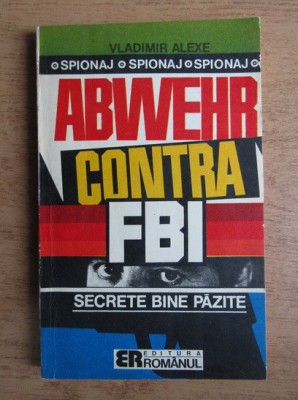 VLADIMIR ALEXE
SPIONAJ SPIONAJ SPIONAJ
ABWEHR
CONTRA
FBI
SECRETE BINE PĂZITE
ER EDITURA
ROMÂNUL